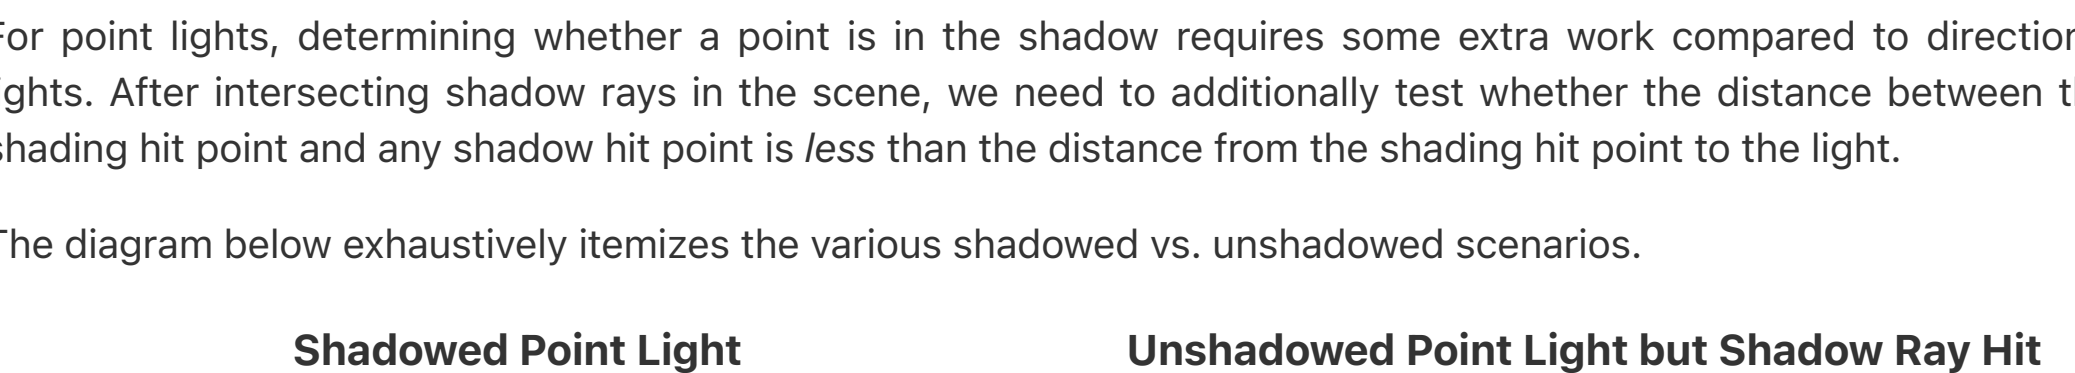 For point lights, determining whether a point is in the shadow requires some extra work compared to direction
ights. After intersecting shadow rays in the scene, we need to additionally test whether the distance between th
shading hit point and any shadow hit point is less than the distance from the shading hit point to the light.
The diagram below exhaustively itemizes the various shadowed vs. unshadowed scenarios.
Shadowed Point Light
Unshadowed Point Light but Shadow Ray Hit